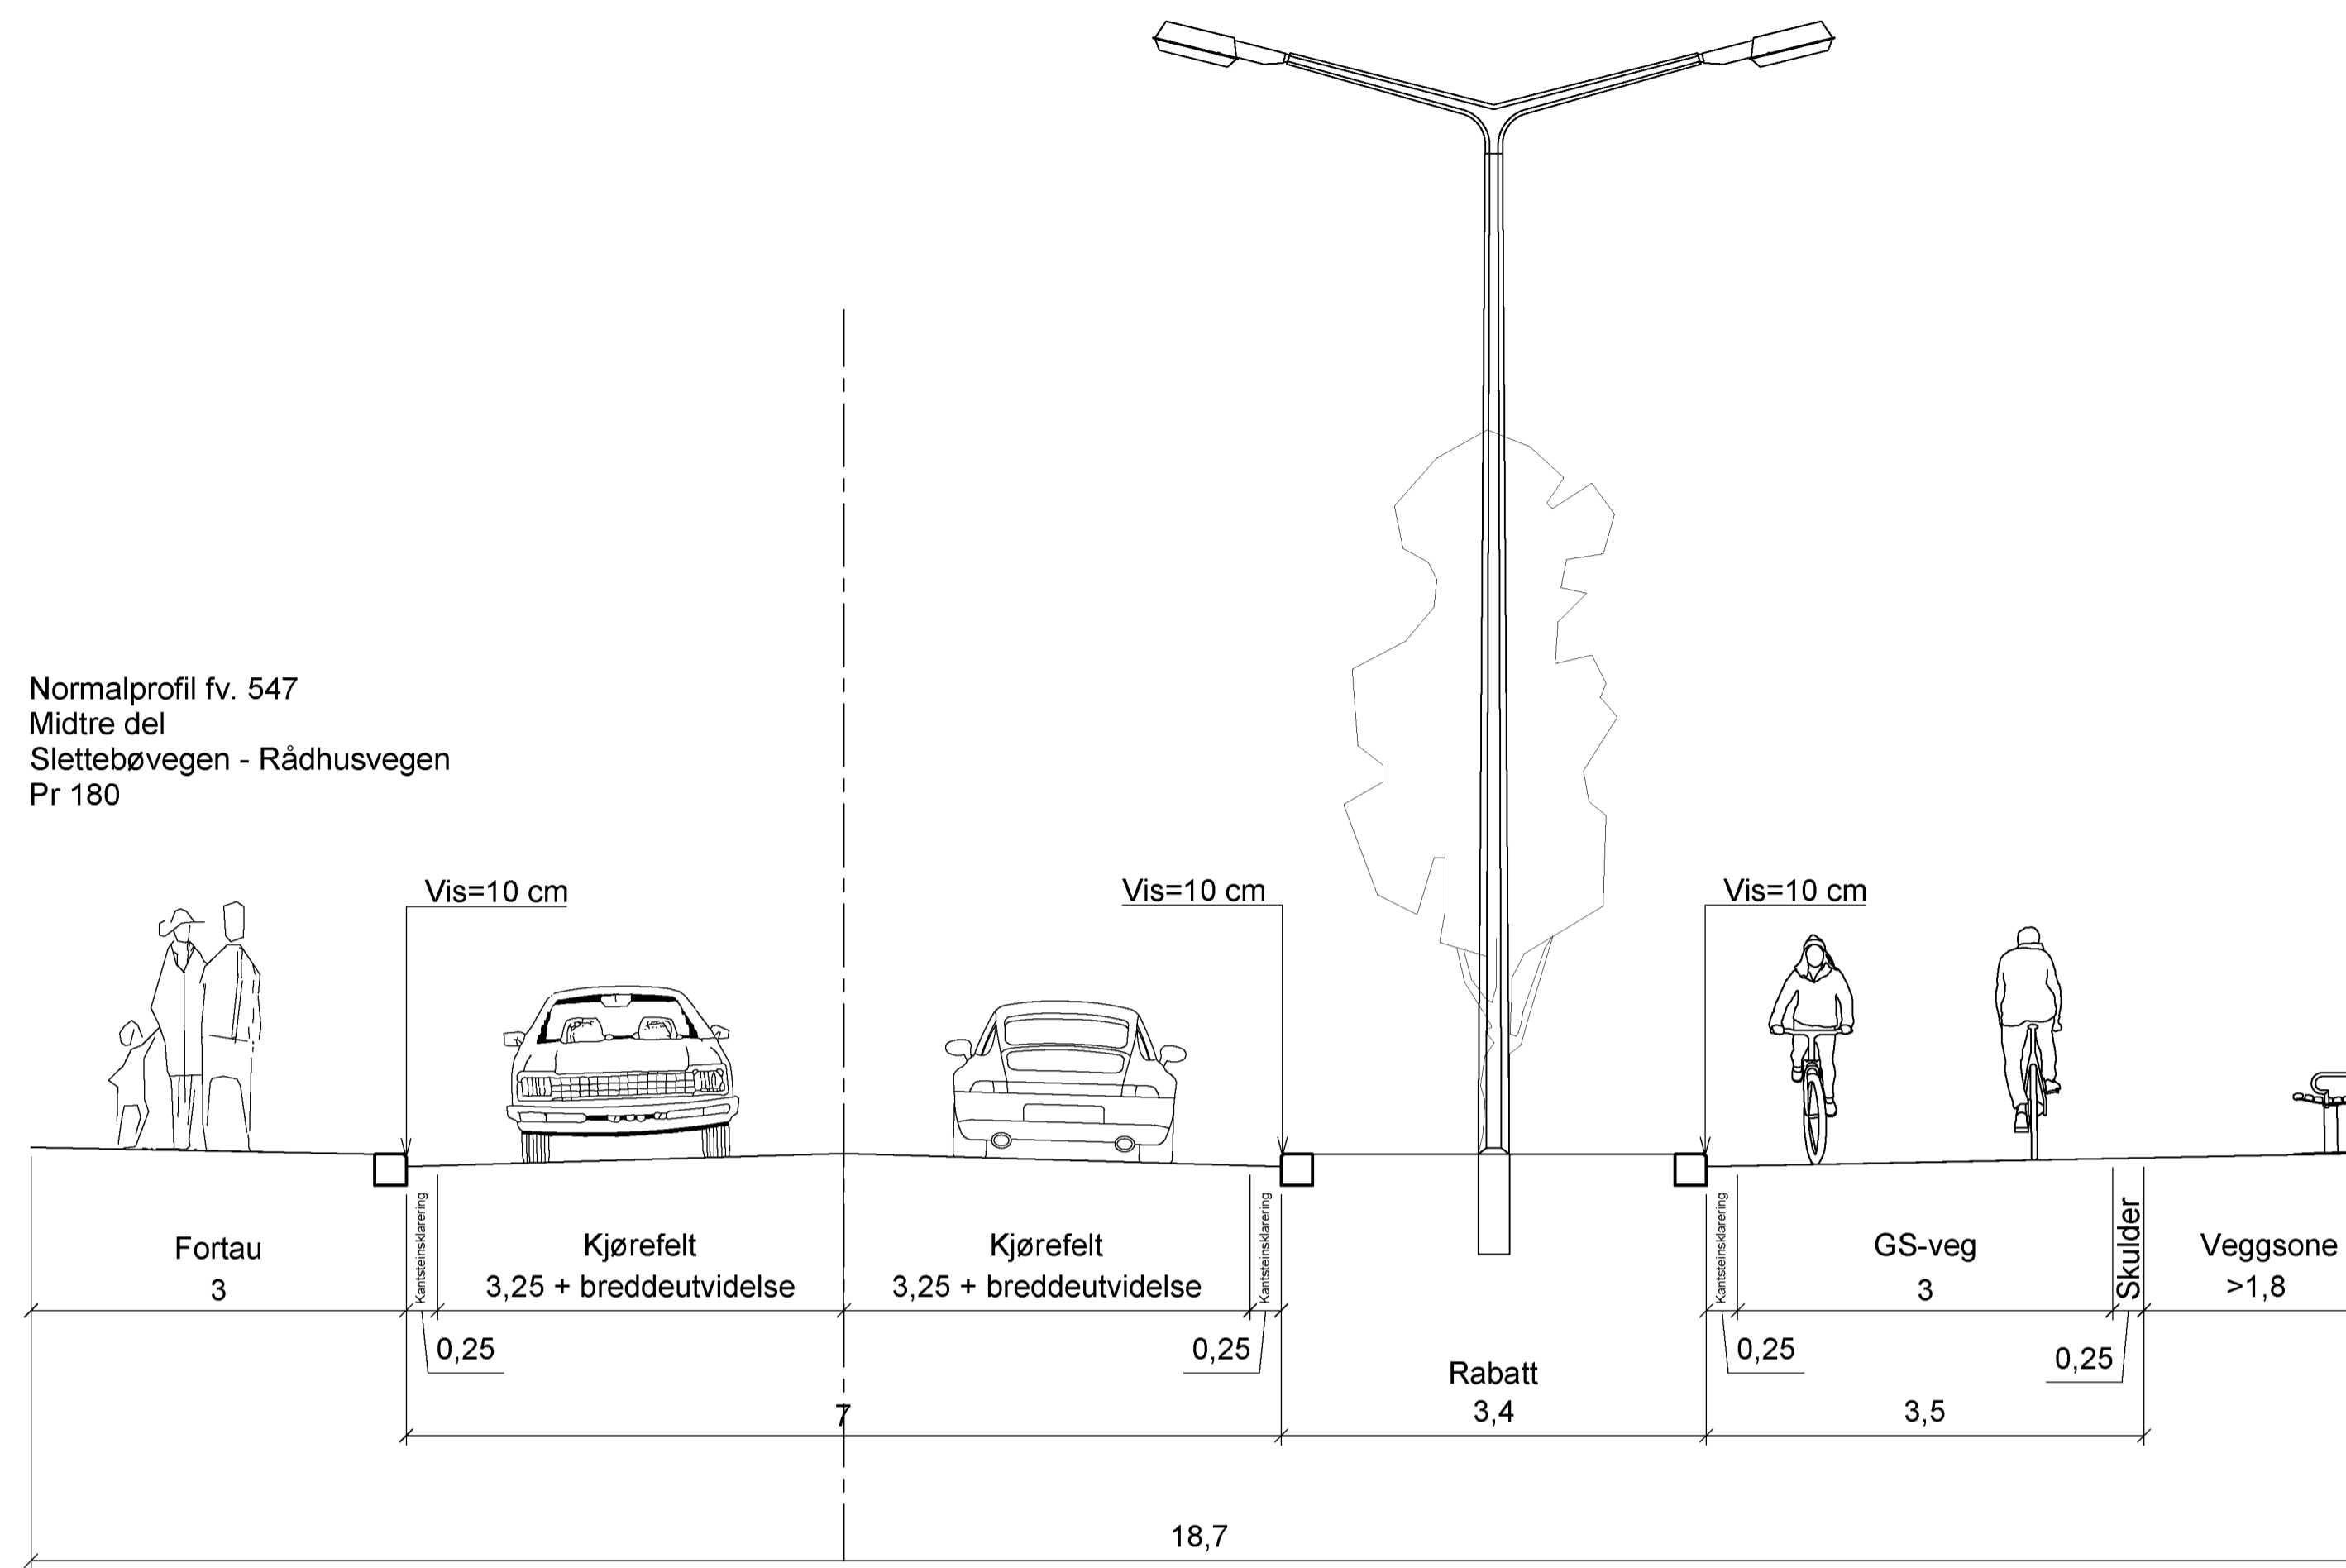 Normalprofil fv. 547
Midtre del
Slettebøvegen - Rådhusvegen
Pr 180
Vis=10 cm
Vis=10 cm
Vis=10 cm
Fortau
3
Kantsteinsklarering
Kjørefelt
3,25 + breddeutvidelse
Kjørefelt
3,25 + breddeutvidelse
Kantsteinsklarering
Kantsteinsklarering
GS-veg
3
Skulder
Veggsone
>1,8
0,25
0,25
0,25
0,25
Rabatt
7
3,4
3,5
18,7